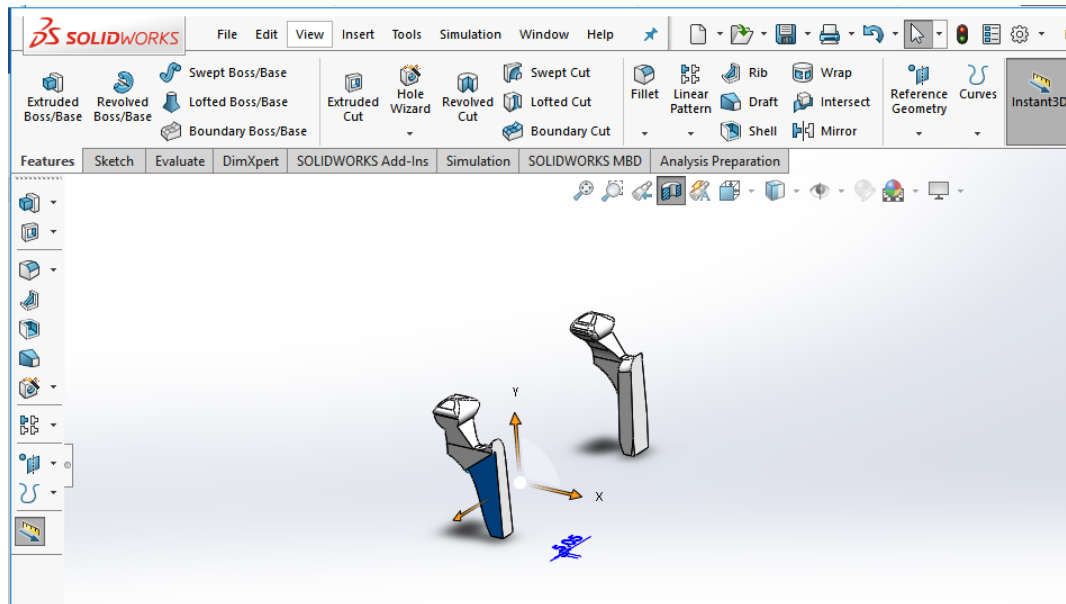 SOLIDWORKS File Edit View Insert Tools Simulation Window Help
Extruded Boss/Base
Revolved Boss/Base
Swept Boss/Base
Lofted Boss/Base
Boundary Boss/Base
Extruded Cut
Hole Wizard
Revolved Cut
Swept Cut
Lofted Cut
Boundary Cut
Fillet
Linear Pattern
Rib
Draft
Shell
Wrap
Intersect
Mirror
Reference Geometry
Curves
Instant3D
Features Sketch Evaluate DimXpert SOLIDWORKS Add-Ins Simulation SOLIDWORKS MBD Analysis Preparation
Y
X